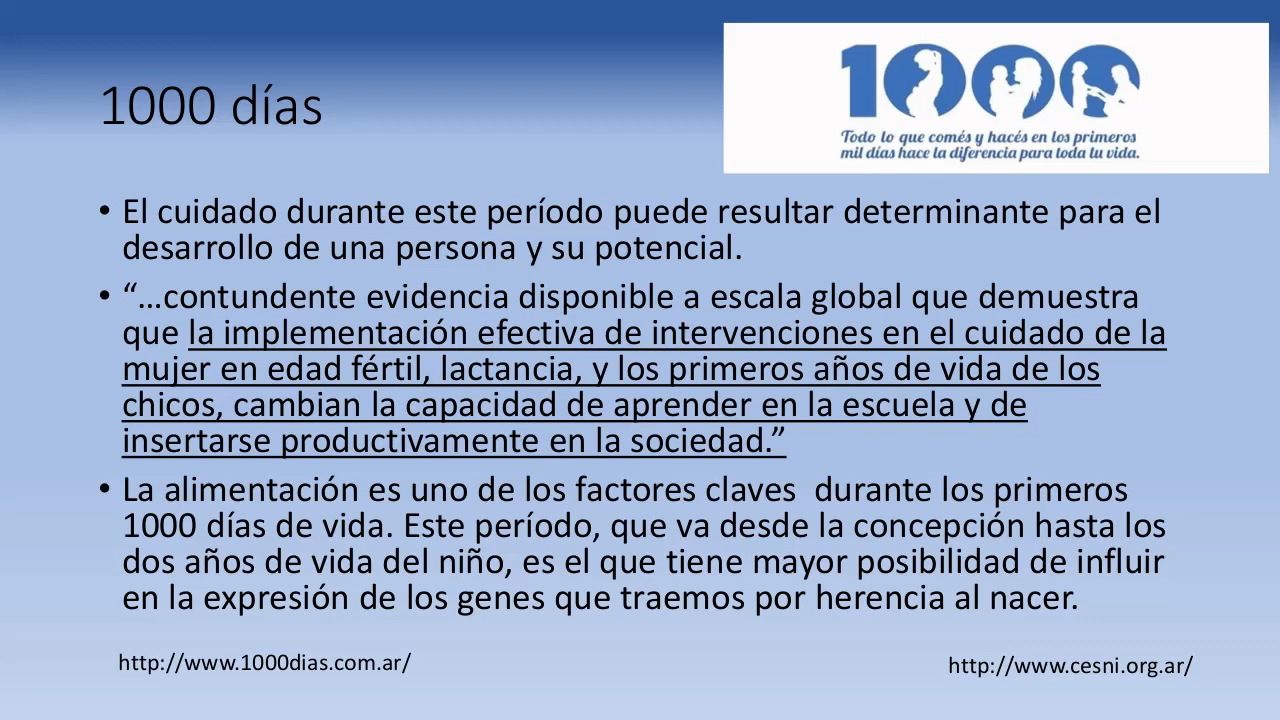 1000 días
1000
Todo lo que comés y hacés en los primeros
mil días hace la diferencia para toda tu vida.
• El cuidado durante este período puede resultar determinante para el
desarrollo de una persona y su potencial.
• “…contundente evidencia disponible a escala global que demuestra
que la implementación efectiva de intervenciones en el cuidado de la
mujer en edad fértil, lactancia, y los primeros años de vida de los
chicos, cambian la capacidad de aprender en la escuela y de
insertarse productivamente en la sociedad.”
• La alimentación es uno de los factores claves  durante los primeros
1000 días de vida. Este período, que va desde la concepción hasta los
dos años de vida del niño, es el que tiene mayor posibilidad de influir
en la expresión de los genes que traemos por herencia al nacer.
http://www.1000dias.com.ar/
http://www.cesni.org.ar/